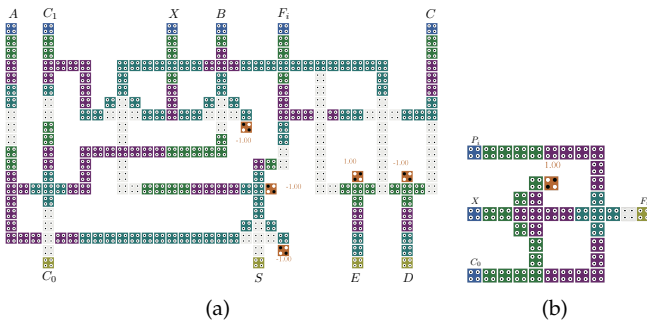 A C₁ X B Fᵢ C
-1.00
1.00 -1.00
-1.00
-1.00
C₀ S E D
(a)
Pᵢ
1.00
X F
C₀
(b)